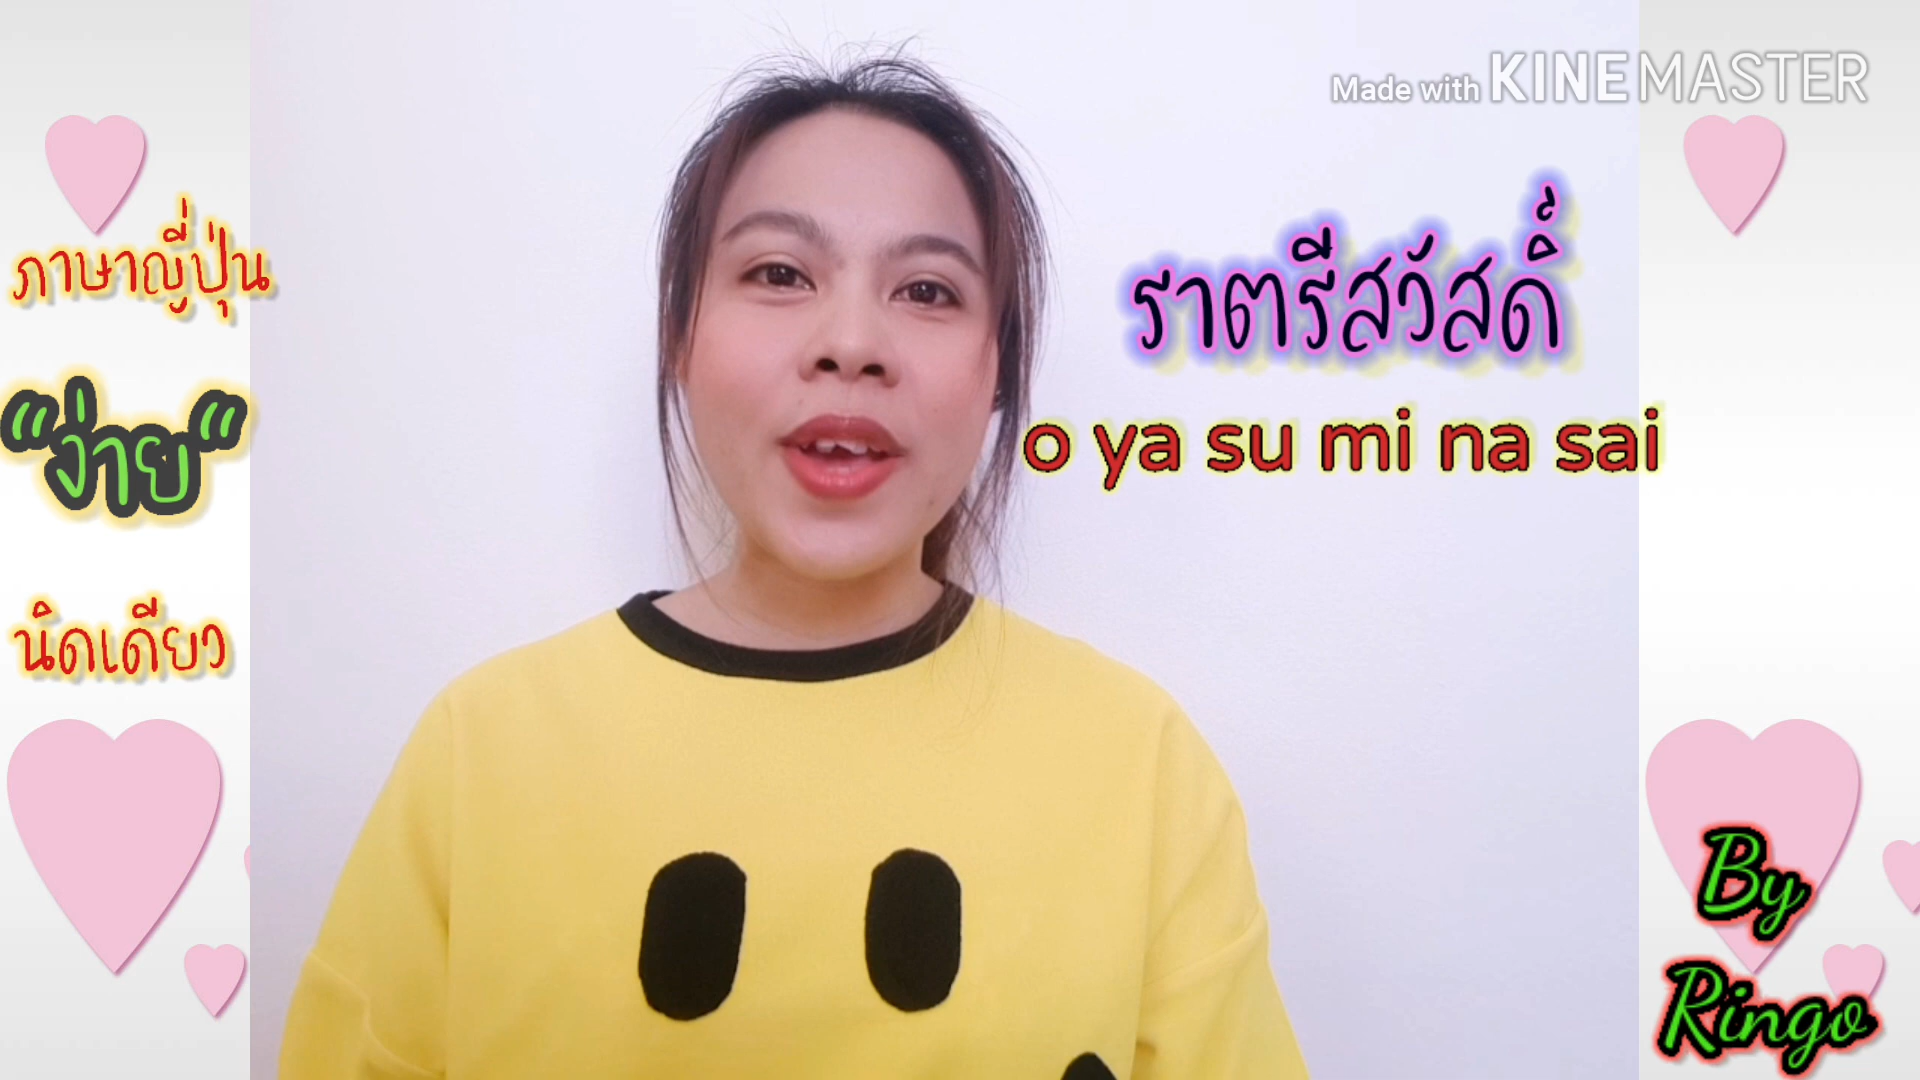 Made with KINEMASTER
ภาษาญี่ปุ่น
"ง่าย"
นิดเดียว
ราตรีสวัสดิ์
o ya su mi na sai
By
Ringo